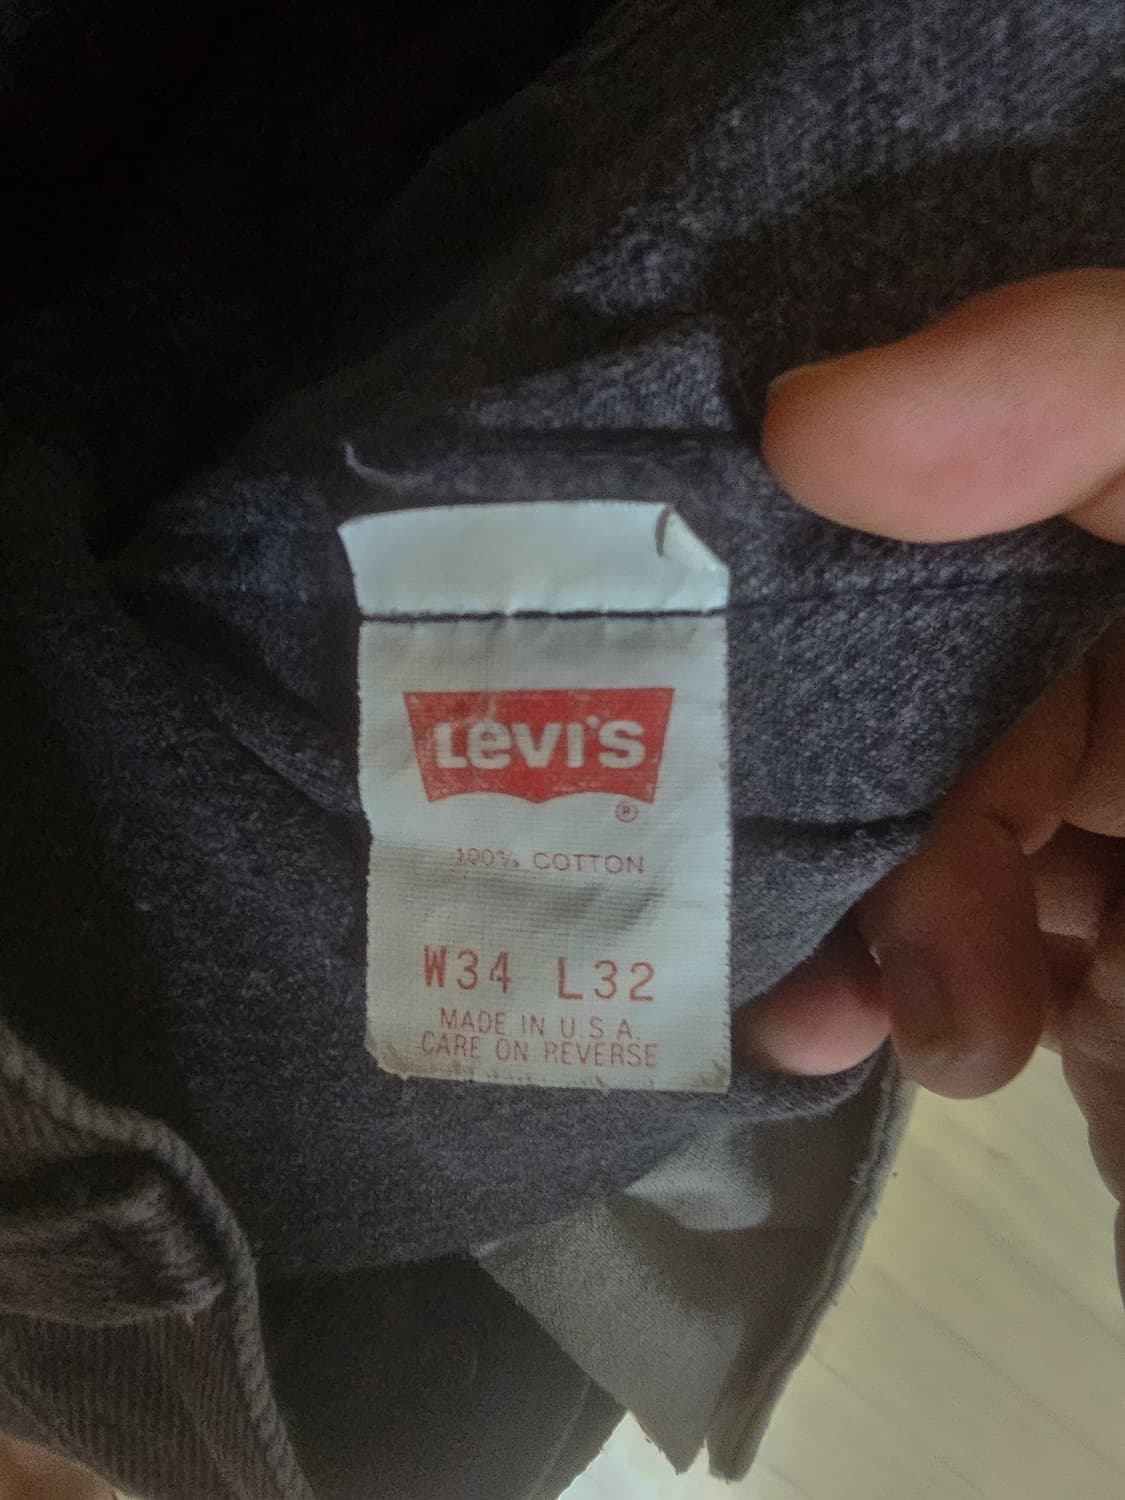 Levi's
®
100% COTTON
W34 L32
MADE IN U.S.A.
CARE ON REVERSE